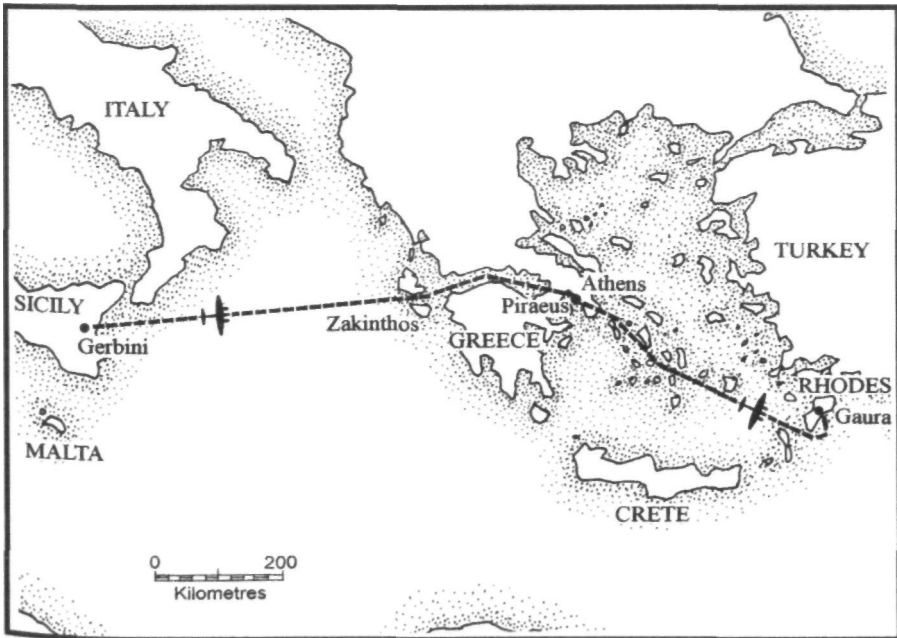 ITALY
TURKEY
SICILY
Athens
Piraeus
Zakinthos
Gerbini
GREECE
RHODES
Gaura
MALTA
CRETE
0 200
Kilometres